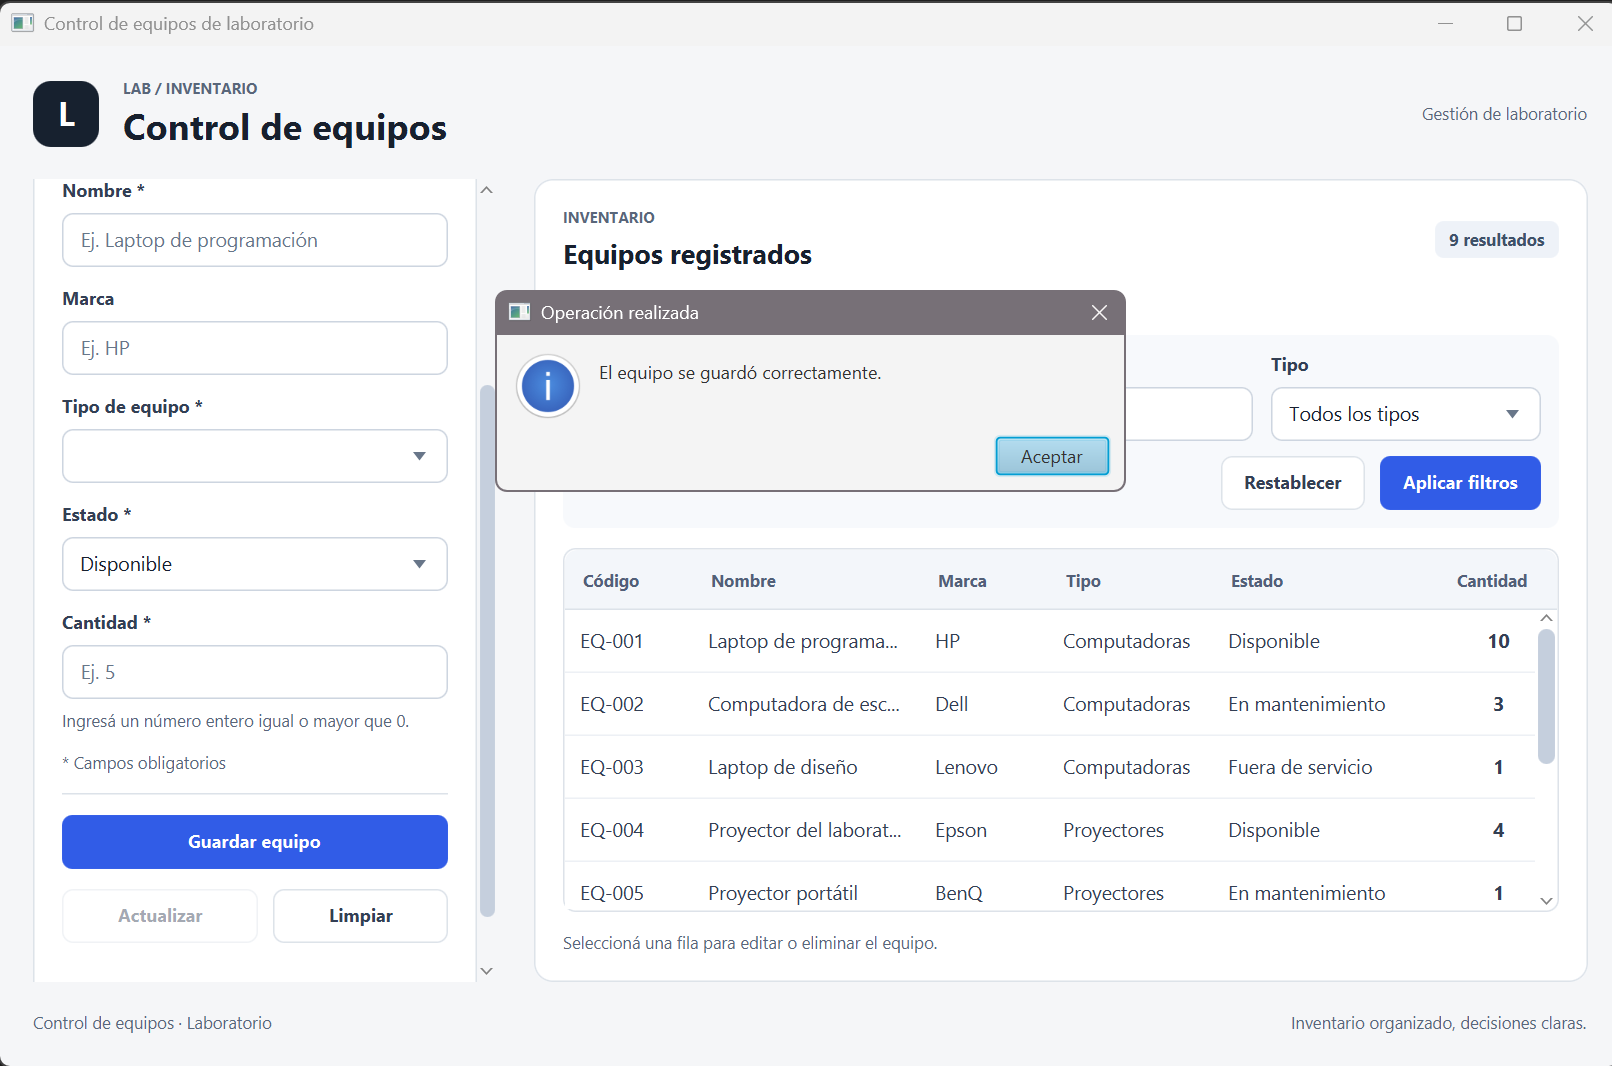 Control de equipos de laboratorio
L
LAB / INVENTARIO
Control de equipos
Gestión de laboratorio
Nombre *
Ej. Laptop de programación
Marca
Ej. HP
Tipo de equipo *
Estado *
Disponible
Cantidad *
Ej. 5
Ingresá un número entero igual o mayor que 0.
* Campos obligatorios
Guardar equipo
Actualizar
Limpiar
INVENTARIO
Equipos registrados
9 resultados
Operación realizada
El equipo se guardó correctamente.
Aceptar
Tipo
Todos los tipos
Restablecer
Aplicar filtros
Código Nombre Marca Tipo Estado Cantidad
EQ-001 Laptop de programa... HP Computadoras Disponible 10
EQ-002 Computadora de esc... Dell Computadoras En mantenimiento 3
EQ-003 Laptop de diseño Lenovo Computadoras Fuera de servicio 1
EQ-004 Proyector del laborat... Epson Proyectores Disponible 4
EQ-005 Proyector portátil BenQ Proyectores En mantenimiento 1
Seleccioná una fila para editar o eliminar el equipo.
Control de equipos · Laboratorio
Inventario organizado, decisiones claras.